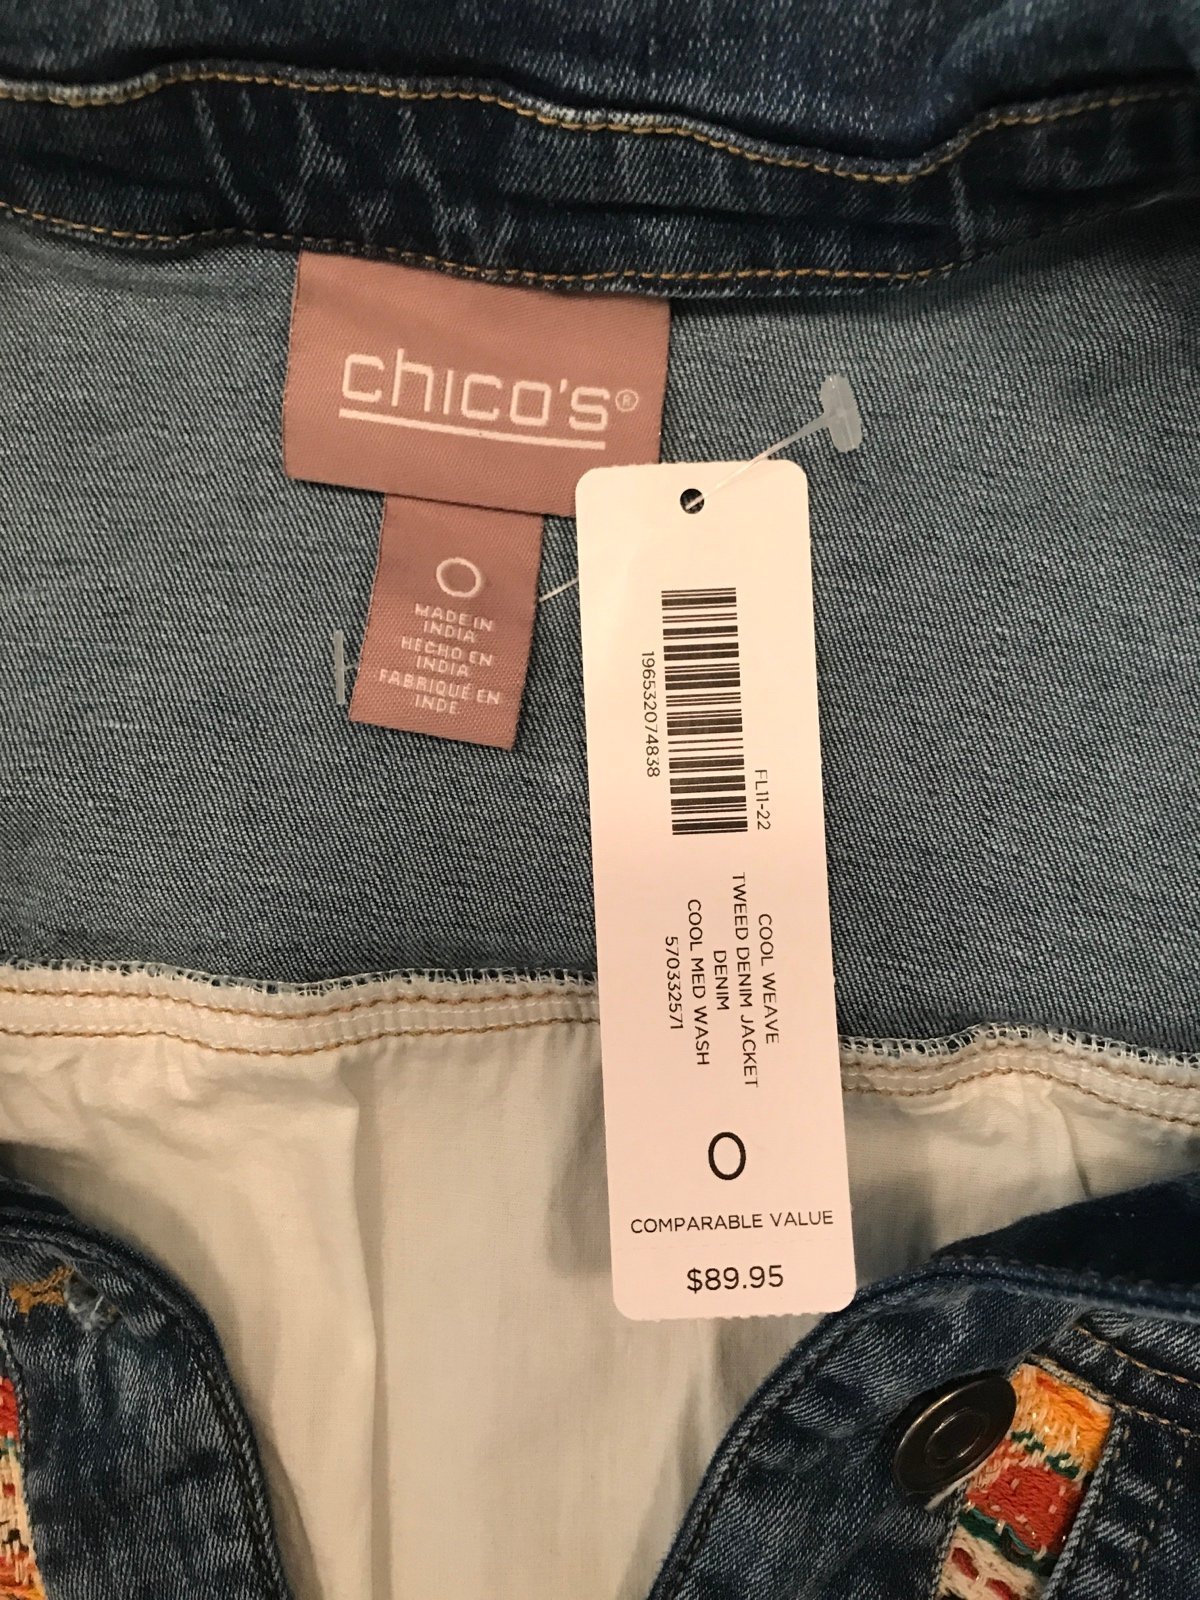 chico's®
O
MADE IN
INDIA
HECHO EN
INDIA
FABRIQUÉ EN
INDE
196532074838
FL11-22
COOL WEAVE
TWEED DENIM JACKET
DENIM
COOL MED WASH
570332571
O
COMPARABLE VALUE
$89.95